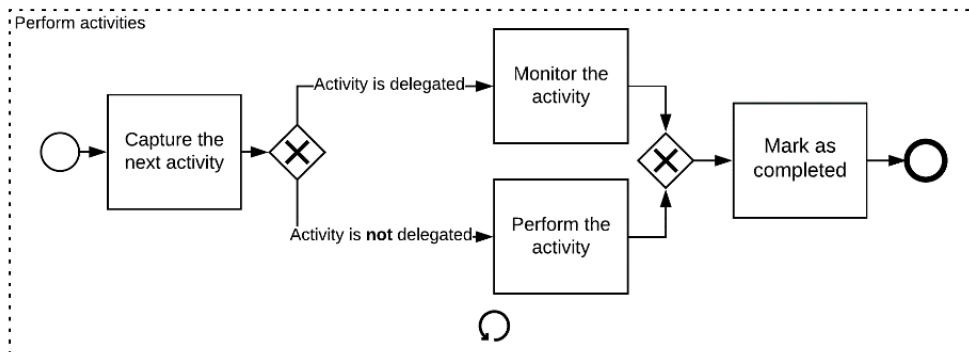 Perform activities
Capture the
next activity
Activity is delegated
Activity is not delegated
Monitor the
activity
Perform the
activity
Mark as
completed